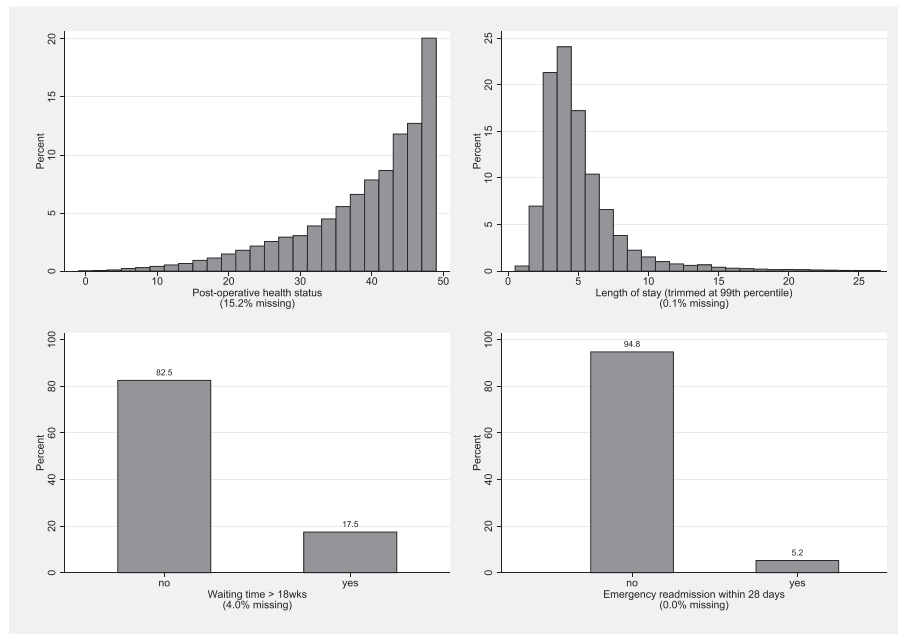 Percent
0
5
10
15
20
0
10
20
30
40
50
Post-operative health status
(15.2% missing)
Percent
0
5
10
15
20
25
0
5
10
15
20
25
Length of stay (trimmed at 99th percentile)
(0.1% missing)
Percent
0
20
40
60
80
100
82.5
17.5
no
yes
Waiting time > 18wks
(4.0% missing)
Percent
0
20
40
60
80
100
94.8
5.2
no
yes
Emergency readmission within 28 days
(0.0% missing)